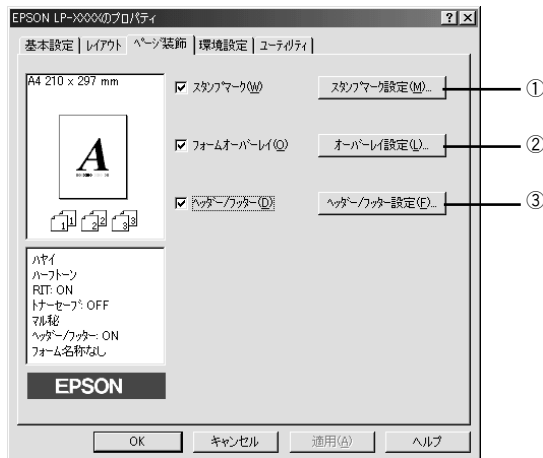 EPSON LP-XXXXのプロパティ
基本設定 レイアウト ページ装飾 環境設定 ユーティリティ
A4 210 x 297 mm
A
1 1 2 2 3 3
スタンプマーク(W)
スタンプマーク設定(M)...
①
フォームオーバーレイ(O)
オーバーレイ設定(L)...
②
ヘッダー/フッター(D)
ヘッダー/フッター設定(F)...
③
ハヤイ
ハーフトーン
RIT: ON
トナーセーブ: OFF
マル秘
ヘッダー/フッター: ON
フォーム名称なし
EPSON
OK キャンセル 適用(A) ヘルプ